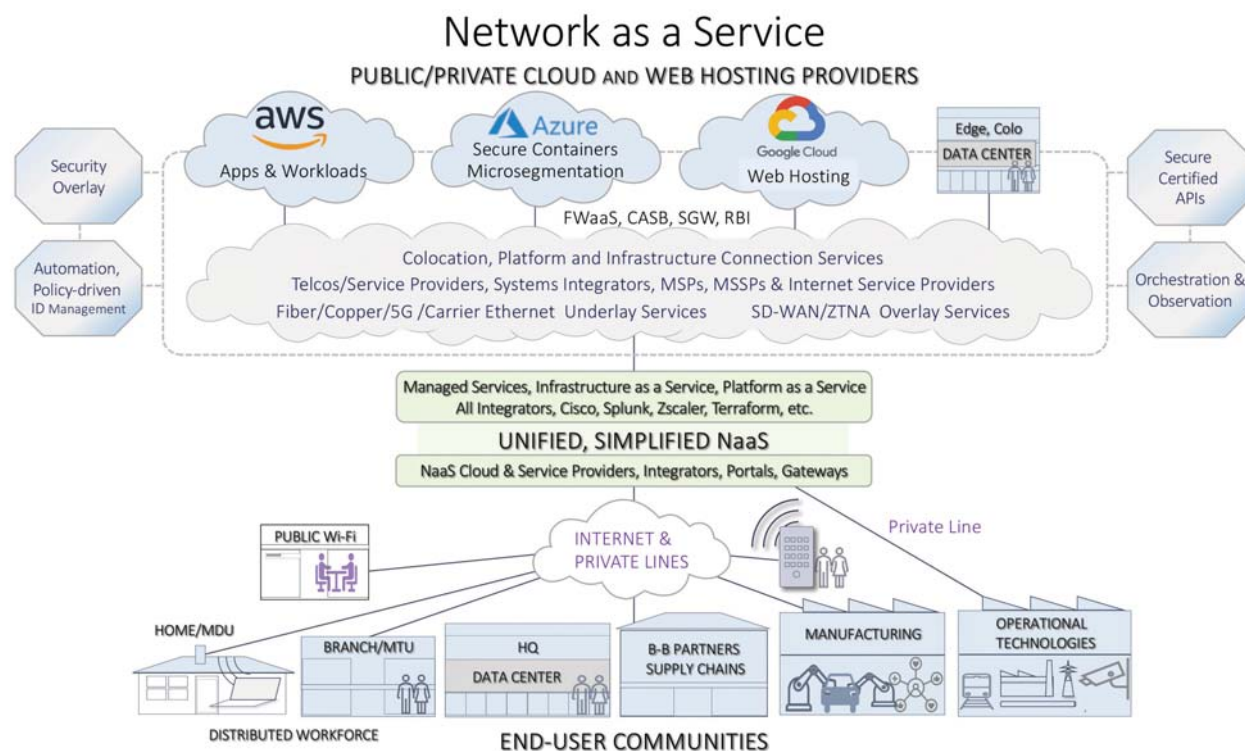 Network as a Service
PUBLIC/PRIVATE CLOUD AND WEB HOSTING PROVIDERS
aws
Apps & Workloads
Azure
Secure Containers
Microsegmentation
Google Cloud
Web Hosting
Edge, Colo
DATA CENTER
Security
Overlay
Automation,
Policy-driven
ID Management
Secure
Certified
APIs
Orchestration &
Observation
FWaaS, CASB, SGW, RBI
Colocation, Platform and Infrastructure Connection Services
Telcos/Service Providers, Systems Integrators, MSPs, MSSPs & Internet Service Providers
Fiber/Copper/5G /Carrier Ethernet Underlay Services SD-WAN/ZTNA Overlay Services
Managed Services, Infrastructure as a Service, Platform as a Service
All Integrators, Cisco, Splunk, Zscaler, Terraform, etc.
UNIFIED, SIMPLIFIED NaaS
NaaS Cloud & Service Providers, Integrators, Portals, Gateways
PUBLIC Wi-Fi
INTERNET &
PRIVATE LINES
Private Line
HOME/MDU
BRANCH/MTU
HQ
DATA CENTER
B-B PARTNERS
SUPPLY CHAINS
MANUFACTURING
OPERATIONAL
TECHNOLOGIES
DISTRIBUTED WORKFORCE
END-USER COMMUNITIES